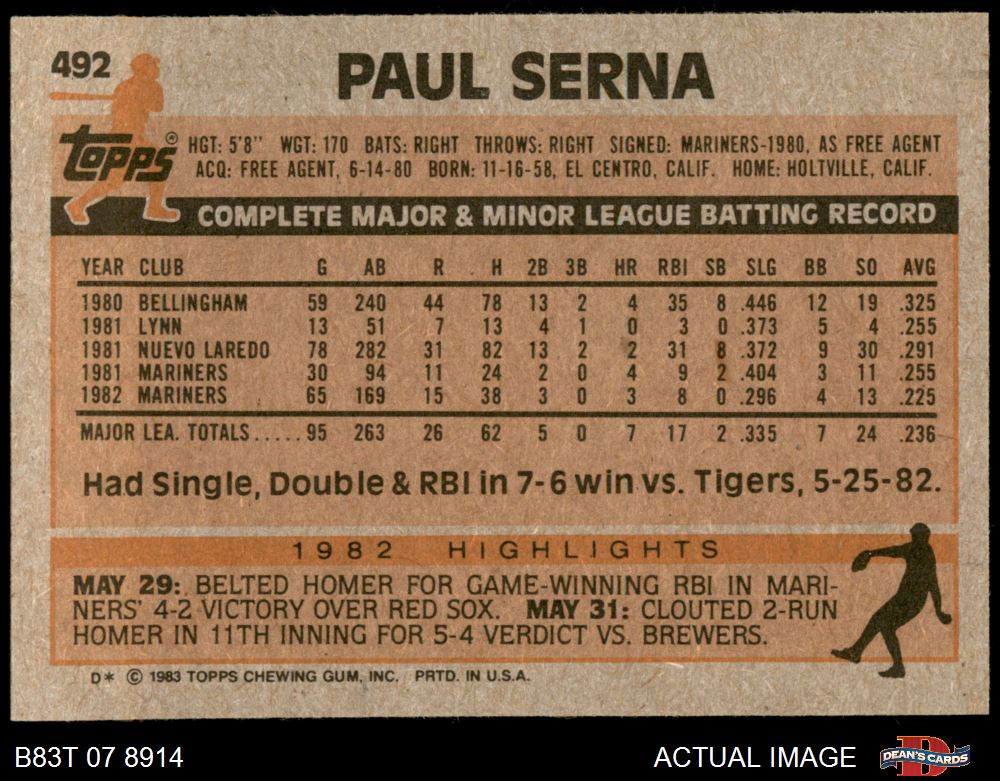 492
PAUL SERNA
Topps®
HGT: 5'8" WGT: 170 BATS: RIGHT THROWS: RIGHT SIGNED: MARINERS-1980, AS FREE AGENT
ACQ: FREE AGENT, 6-14-80 BORN: 11-16-58, EL CENTRO, CALIF. HOME: HOLTVILLE, CALIF.
COMPLETE MAJOR & MINOR LEAGUE BATTING RECORD
YEAR CLUB G AB R H 2B 3B HR RBI SB SLG BB SO AVG
1980 BELLINGHAM 59 240 44 78 13 2 4 35 8 .446 12 19 .325
1981 LYNN 13 51 7 13 4 1 0 3 0 .373 5 4 .255
1981 NUEVO LAREDO 78 282 31 82 13 2 2 31 8 .372 9 30 .291
1981 MARINERS 30 94 11 24 2 0 4 9 2 .404 3 11 .255
1982 MARINERS 65 169 15 38 3 0 3 8 0 .296 4 13 .225
MAJOR LEA. TOTALS.....95 263 26 62 5 0 7 17 2 .335 7 24 .236
Had Single, Double & RBI in 7-6 win vs. Tigers, 5-25-82.
1982 HIGHLIGHTS
MAY 29: BELTED HOMER FOR GAME-WINNING RBI IN MARI-
NERS' 4-2 VICTORY OVER RED SOX. MAY 31: CLOUTED 2-RUN
HOMER IN 11TH INNING FOR 5-4 VERDICT VS. BREWERS.
D* © 1983 TOPPS CHEWING GUM, INC. PRTD. IN U.S.A.
B83T 07 8914 ACTUAL IMAGE DEAN'S CARDS